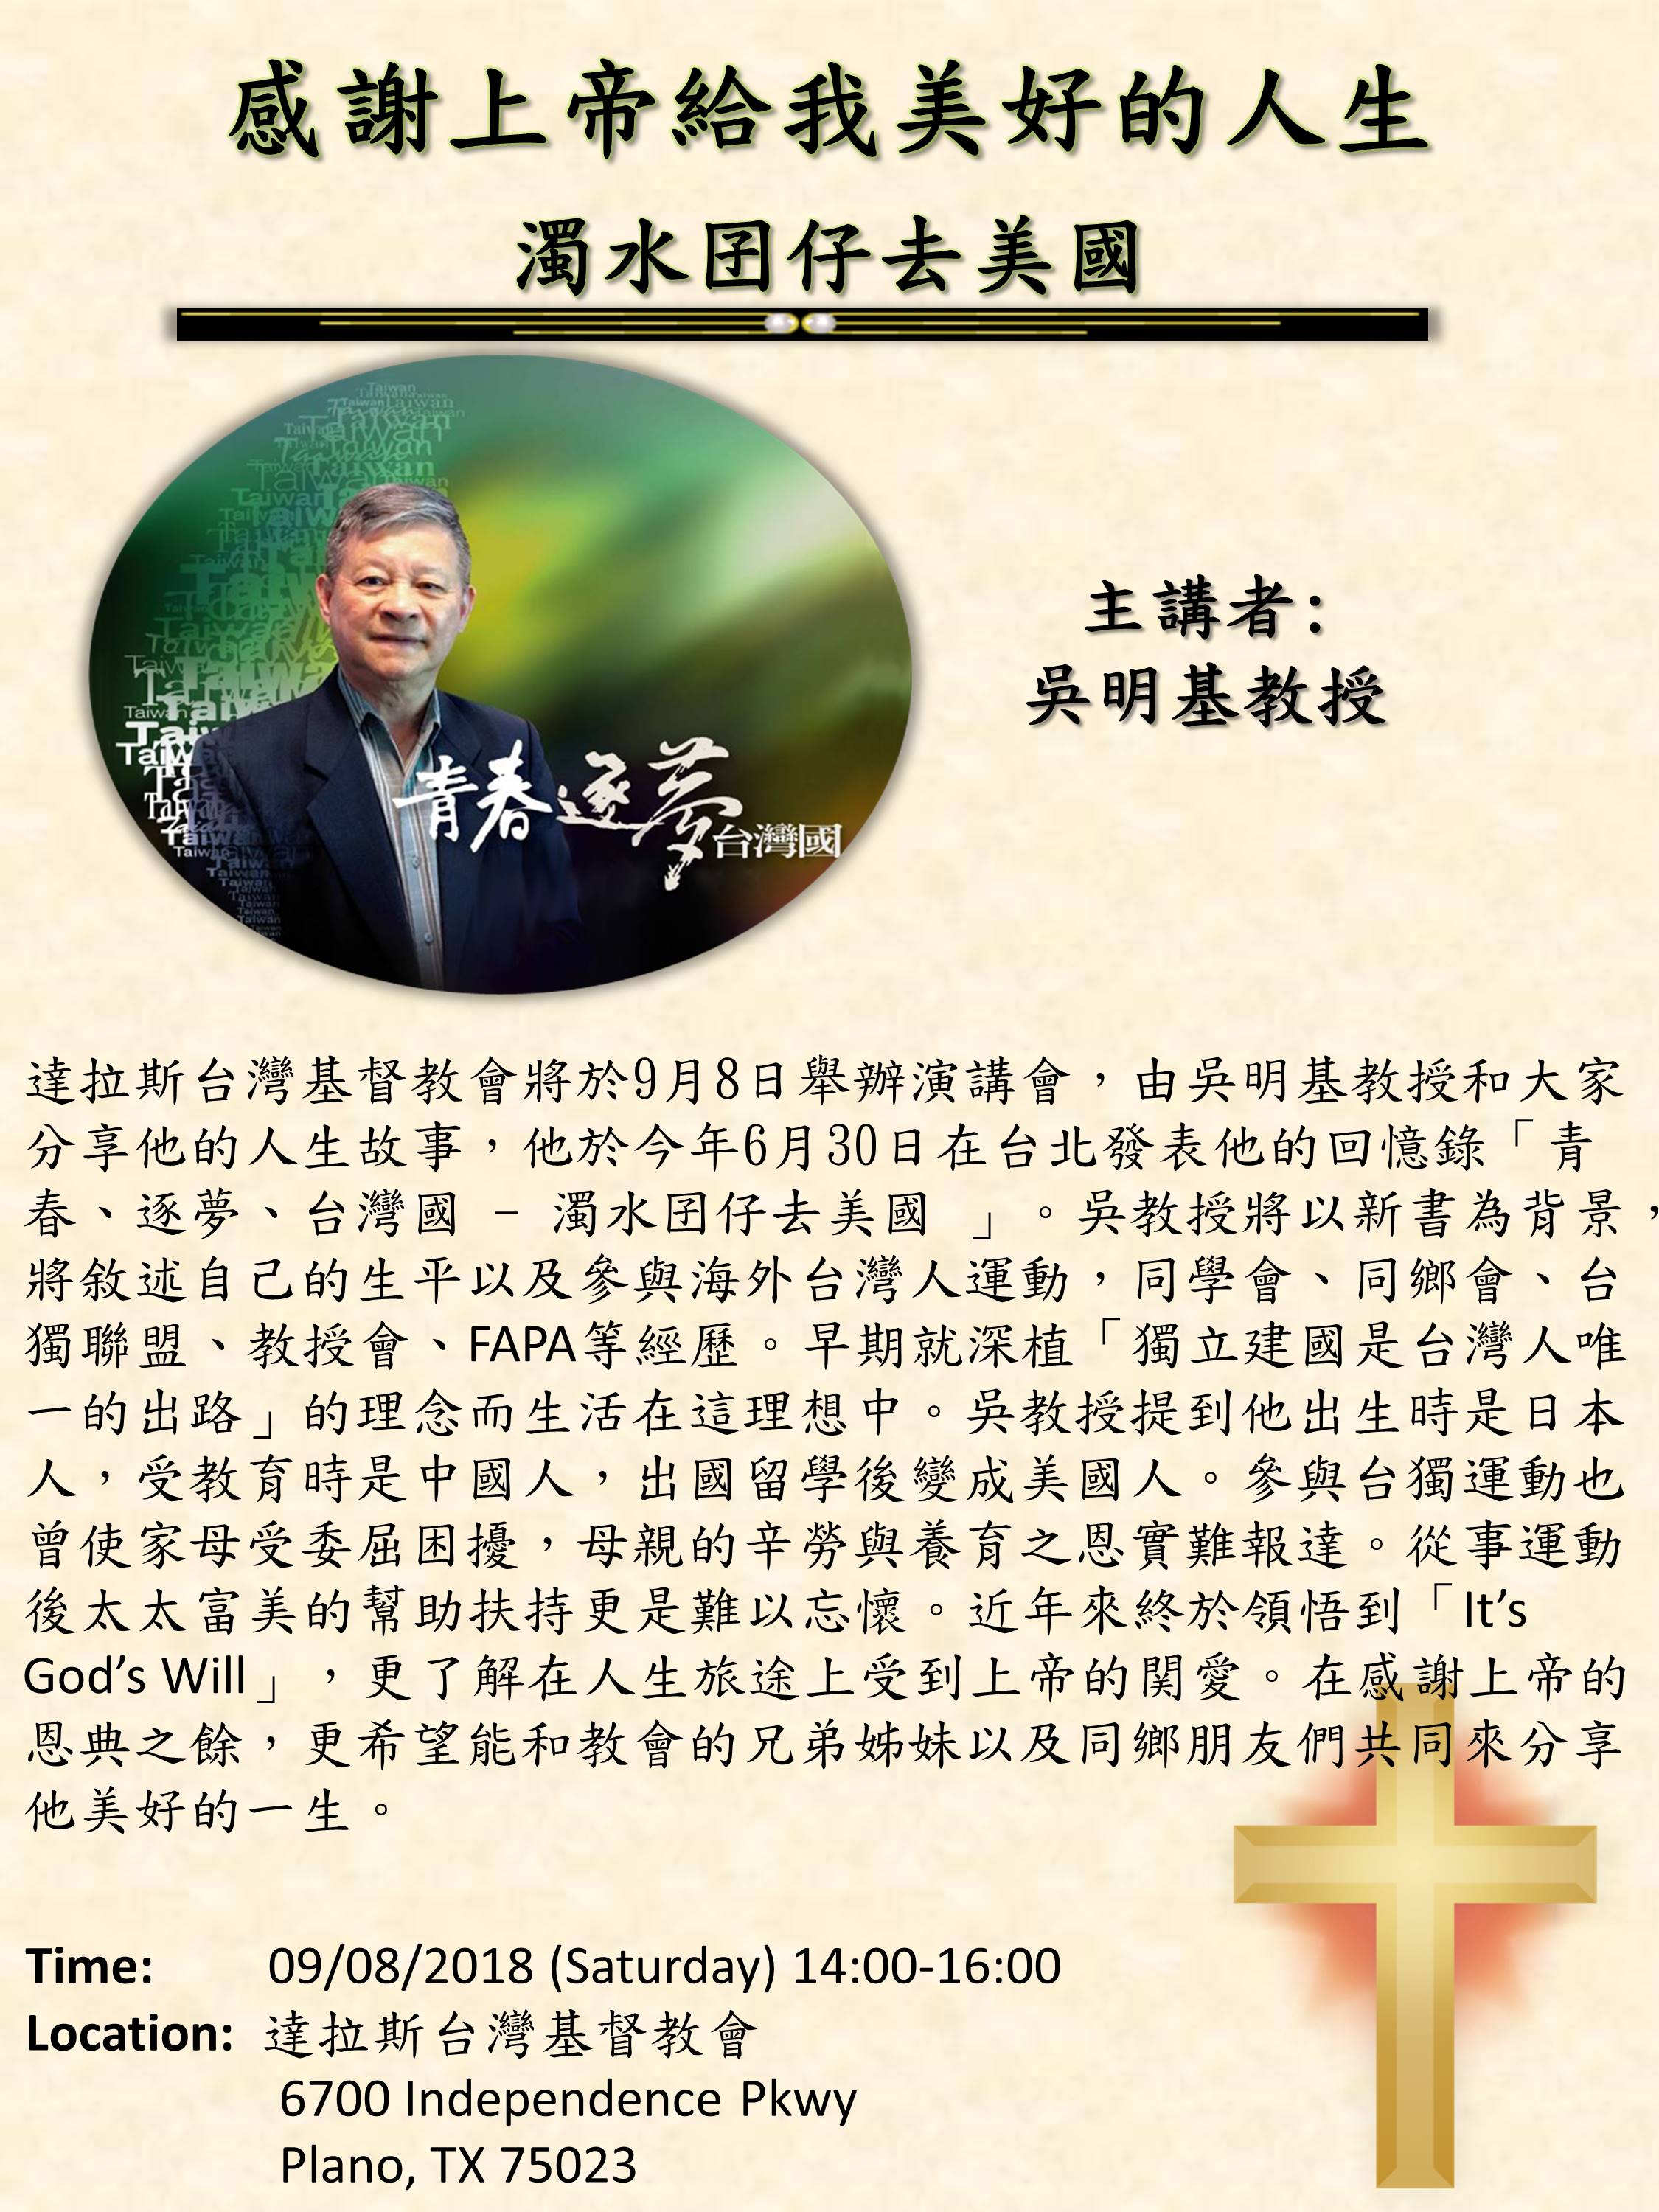 感謝上帝給我美好的人生
濁水囝仔去美國
青春逐夢台灣國
主講者:
吳明基教授
達拉斯台灣基督教會將於9月8日舉辦演講會，由吳明基教授和大家
分享他的人生故事，他於今年6月30日在台北發表他的回憶錄「青
春、逐夢、台灣國 – 濁水囝仔去美國 」。吳教授將以新書為背景，
將敘述自己的生平以及參與海外台灣人運動，同學會、同鄉會、台
獨聯盟、教授會、FAPA等經歷。早期就深植「獨立建國是台灣人唯
一的出路」的理念而生活在這理想中。吳教授提到他出生時是日本
人，受教育時是中國人，出國留學後變成美國人。參與台獨運動也
曾使家母受委屈困擾，母親的辛勞與養育之恩實難報達。從事運動
後太太富美的幫助扶持更是難以忘懷。近年來終於領悟到「It’s
God’s Will」，更了解在人生旅途上受到上帝的関愛。在感謝上帝的
恩典之餘，更希望能和教會的兄弟姊妹以及同鄉朋友們共同來分享
他美好的一生。
Time: 09/08/2018 (Saturday) 14:00-16:00
Location: 達拉斯台灣基督教會
6700 Independence Pkwy
Plano, TX 75023